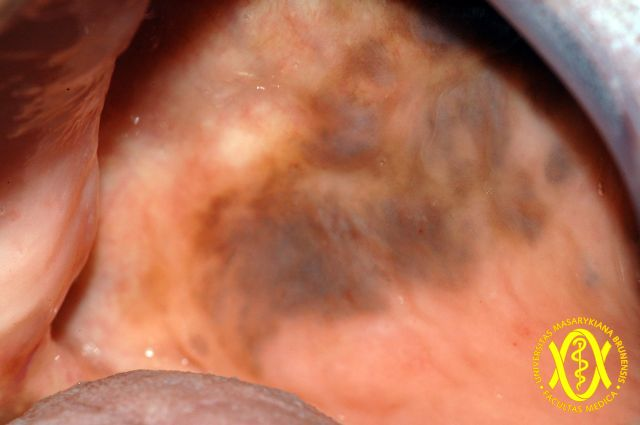 UNIVERSITAS MASARYKIANA BRUNENSIS
• FACULTAS MEDICA •